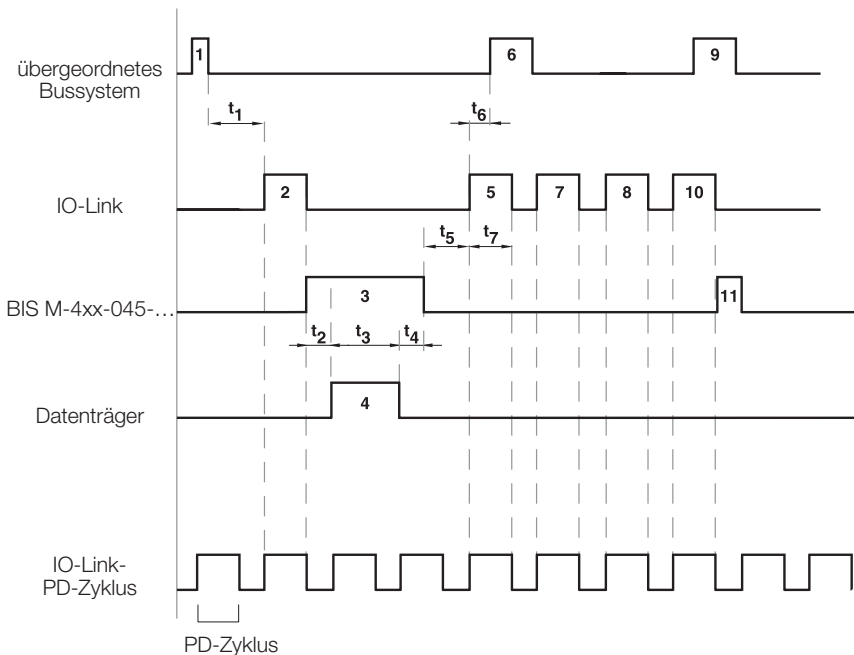 1
6
9
übergeordnetes
Bussystem
t1
t6
2
5
7
8
10
IO-Link
t5
t7
3
11
BIS M-4xx-045-...
t2
t3
t4
4
Datenträger
IO-Link-
PD-Zyklus
PD-Zyklus